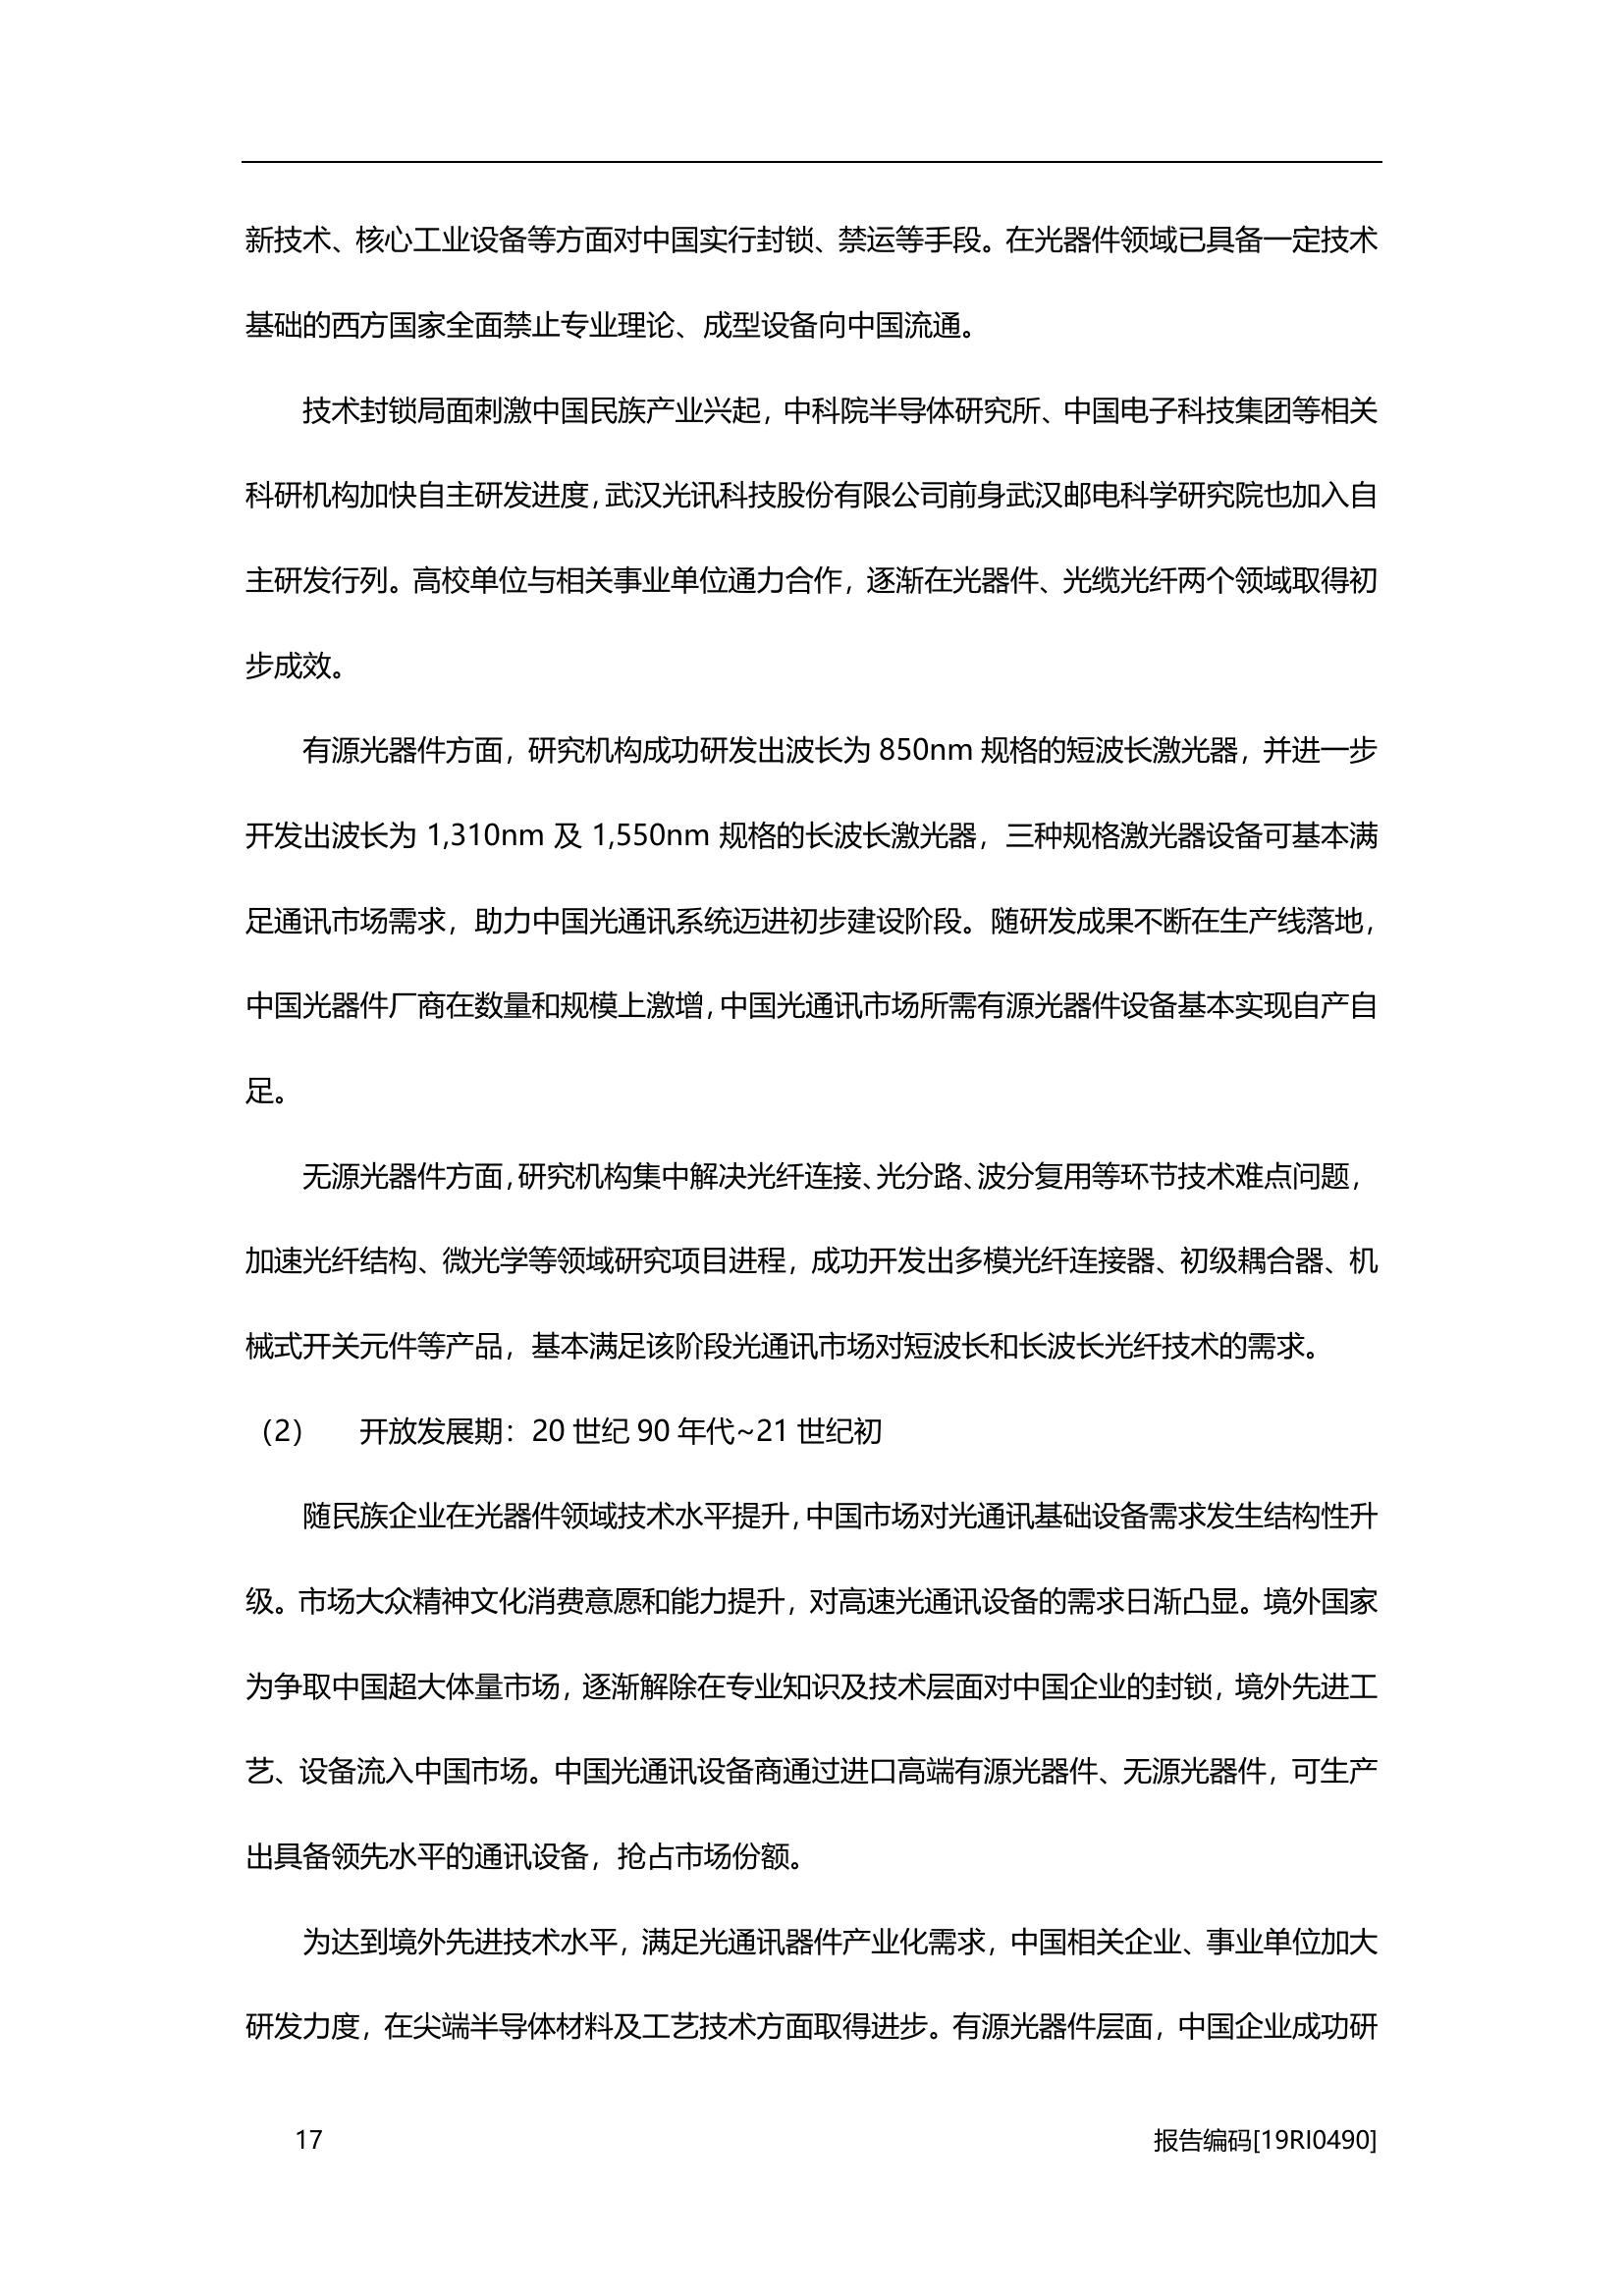 新技术、核心工业设备等方面对中国实行封锁、禁运等手段。在光器件领域已具备一定技术
基础的西方国家全面禁止专业理论、成型设备向中国流通。
技术封锁局面刺激中国民族产业兴起，中科院半导体研究所、中国电子科技集团等相关
科研机构加快自主研发进度，武汉光讯科技股份有限公司前身武汉邮电科学研究院也加入自
主研发行列。高校单位与相关事业单位通力合作，逐渐在光器件、光缆光纤两个领域取得初
步成效。
有源光器件方面，研究机构成功研发出波长为 850nm 规格的短波长激光器，并进一步
开发出波长为 1,310nm 及 1,550nm 规格的长波长激光器，三种规格激光器设备可基本满
足通讯市场需求，助力中国光通讯系统迈进初步建设阶段。随研发成果不断在生产线落地，
中国光器件厂商在数量和规模上激增，中国光通讯市场所需有源光器件设备基本实现自产自
足。
无源光器件方面，研究机构集中解决光纤连接、光分路、波分复用等环节技术难点问题，
加速光纤结构、微光学等领域研究项目进程，成功开发出多模光纤连接器、初级耦合器、机
械式开关元件等产品，基本满足该阶段光通讯市场对短波长和长波长光纤技术的需求。
（2） 开放发展期：20 世纪 90 年代~21 世纪初
随民族企业在光器件领域技术水平提升，中国市场对光通讯基础设备需求发生结构性升
级。市场大众精神文化消费意愿和能力提升，对高速光通讯设备的需求日渐凸显。境外国家
为争取中国超大体量市场，逐渐解除在专业知识及技术层面对中国企业的封锁，境外先进工
艺、设备流入中国市场。中国光通讯设备商通过进口高端有源光器件、无源光器件，可生产
出具备领先水平的通讯设备，抢占市场份额。
为达到境外先进技术水平，满足光通讯器件产业化需求，中国相关企业、事业单位加大
研发力度，在尖端半导体材料及工艺技术方面取得进步。有源光器件层面，中国企业成功研
17 报告编码[19RI0490]